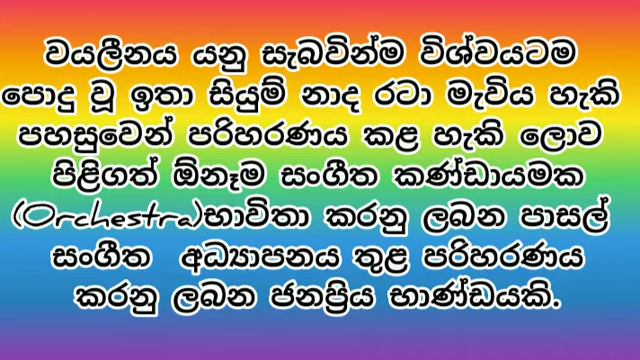 වයලීනය යනු සැබවින්ම විශ්වයටම
පොදු වූ ඉතා සියුම් නාද රටා මැවිය හැකි
පහසුවෙන් පරිහරණය කළ හැකි ලොව
පිළිගත් ඕනෑම සංගීත කණ්ඩායමක
(Orchestra)භාවිතා කරනු ලබන පාසල්
සංගීත අධ්‍යාපනය තුළ පරිහරණය
කරනු ලබන ජනප්‍රිය භාණ්ඩයකි.